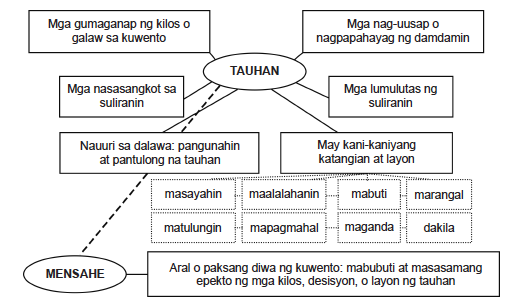 Mga gumaganap ng kilos o
galaw sa kuwento
Mga nag-uusap o
nagpapahayag ng damdamin
TAUHAN
Mga nasasangkot sa
suliranin
Mga lumulutas ng
suliranin
Nauuri sa dalawa: pangunahin
at pantulong na tauhan
May kani-kaniyang
katangian at layon
masayahin
maalalahanin
mabuti
marangal
matulungin
mapagmahal
maganda
dakila
MENSAHE
Aral o paksang diwa ng kuwento: mabubuti at masasamang
epekto ng mga kilos, desisyon, o layon ng tauhan